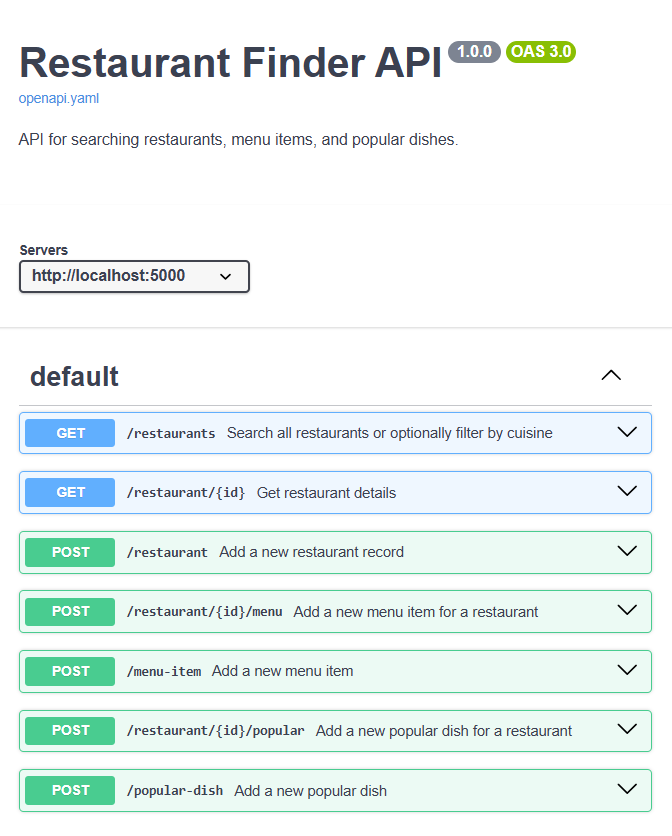 Restaurant Finder API 1.0.0 OAS 3.0
openapi.yaml
API for searching restaurants, menu items, and popular dishes.
Servers
http://localhost:5000
default
GET /restaurants Search all restaurants or optionally filter by cuisine
GET /restaurant/{id} Get restaurant details
POST /restaurant Add a new restaurant record
POST /restaurant/{id}/menu Add a new menu item for a restaurant
POST /menu-item Add a new menu item
POST /restaurant/{id}/popular Add a new popular dish for a restaurant
POST /popular-dish Add a new popular dish